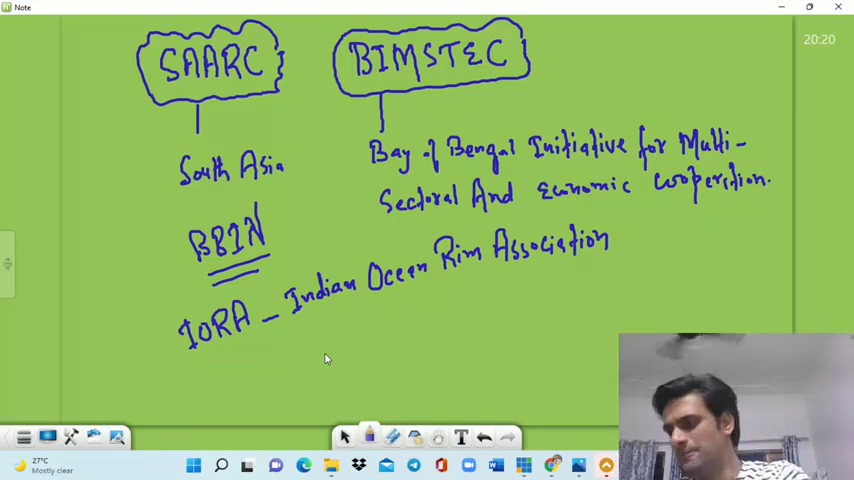 Note
20:20
SAARC BIMSTEC
South Asia
Bay of Bengal Initiative for Multi-
Sectoral And Economic Cooperation.
BBIN
IORA - Indian Ocean Rim Association
27°C
Mostly clear